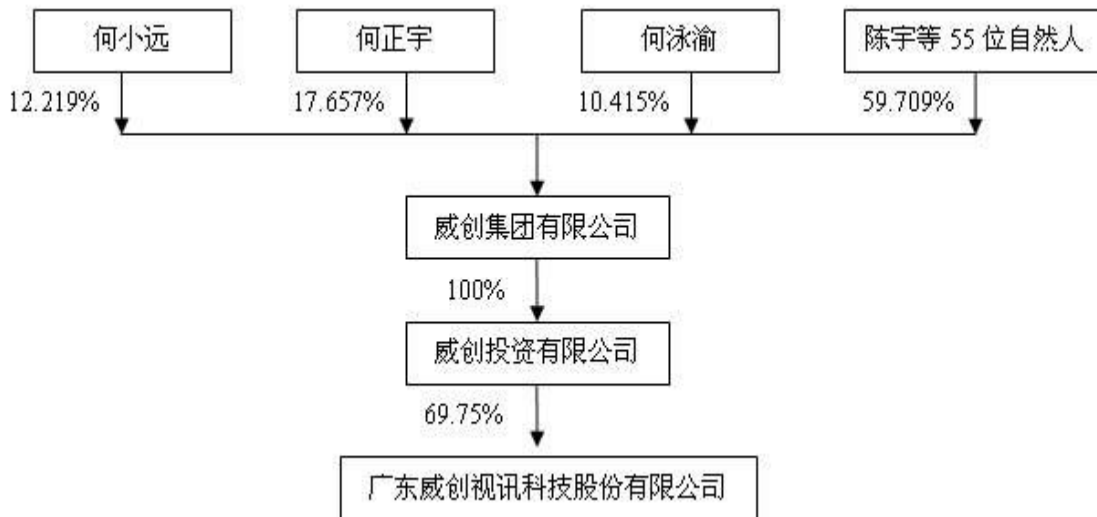 何小远
何正宇
何泳渝
陈宇等 55 位自然人
12.219%
17.657%
10.415%
59.709%
威创集团有限公司
100%
威创投资有限公司
69.75%
广东威创视讯科技股份有限公司